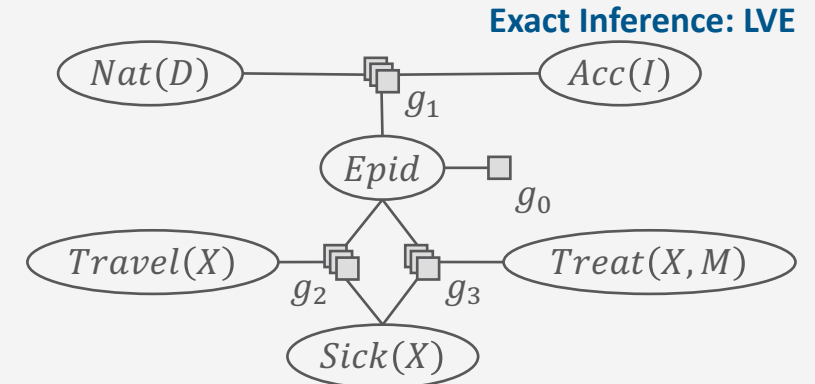 Exact Inference: LVE
Nat(D) Acc(I)
g₁
Epid
g₀
Travel(X) Treat(X, M)
g₂ g₃
Sick(X)